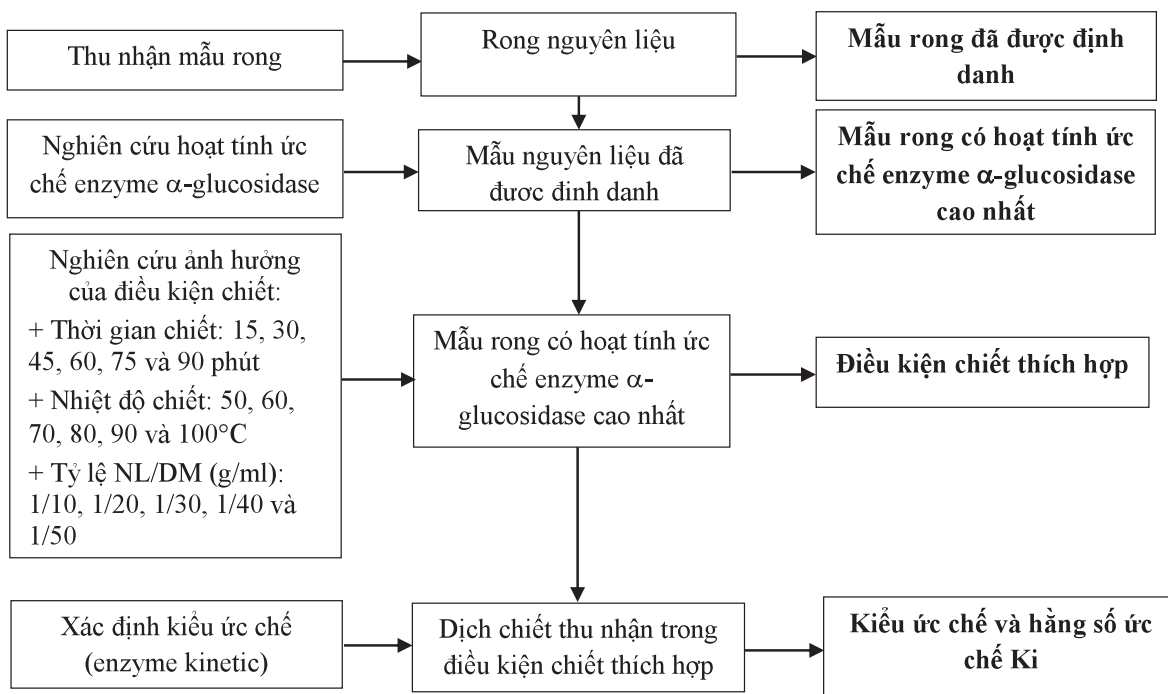 Thu nhận mẫu rong
Rong nguyên liệu
Mẫu rong đã được định
danh
Nghiên cứu hoạt tính ức
chế enzyme α-glucosidase
Mẫu nguyên liệu đã
đươc đinh danh
Mẫu rong có hoạt tính ức
chế enzyme α-glucosidase
cao nhất
Nghiên cứu ảnh hưởng
của điều kiện chiết:
+ Thời gian chiết: 15, 30,
45, 60, 75 và 90 phút
+ Nhiệt độ chiết: 50, 60,
70, 80, 90 và 100°C
+ Tỷ lệ NL/DM (g/ml):
1/10, 1/20, 1/30, 1/40 và
1/50
Mẫu rong có hoạt tính ức
chế enzyme α-
glucosidase cao nhất
Điều kiện chiết thích hợp
Xác định kiểu ức chế
(enzyme kinetic)
Dịch chiết thu nhận trong
điều kiện chiết thích hợp
Kiểu ức chế và hằng số ức
chế Ki